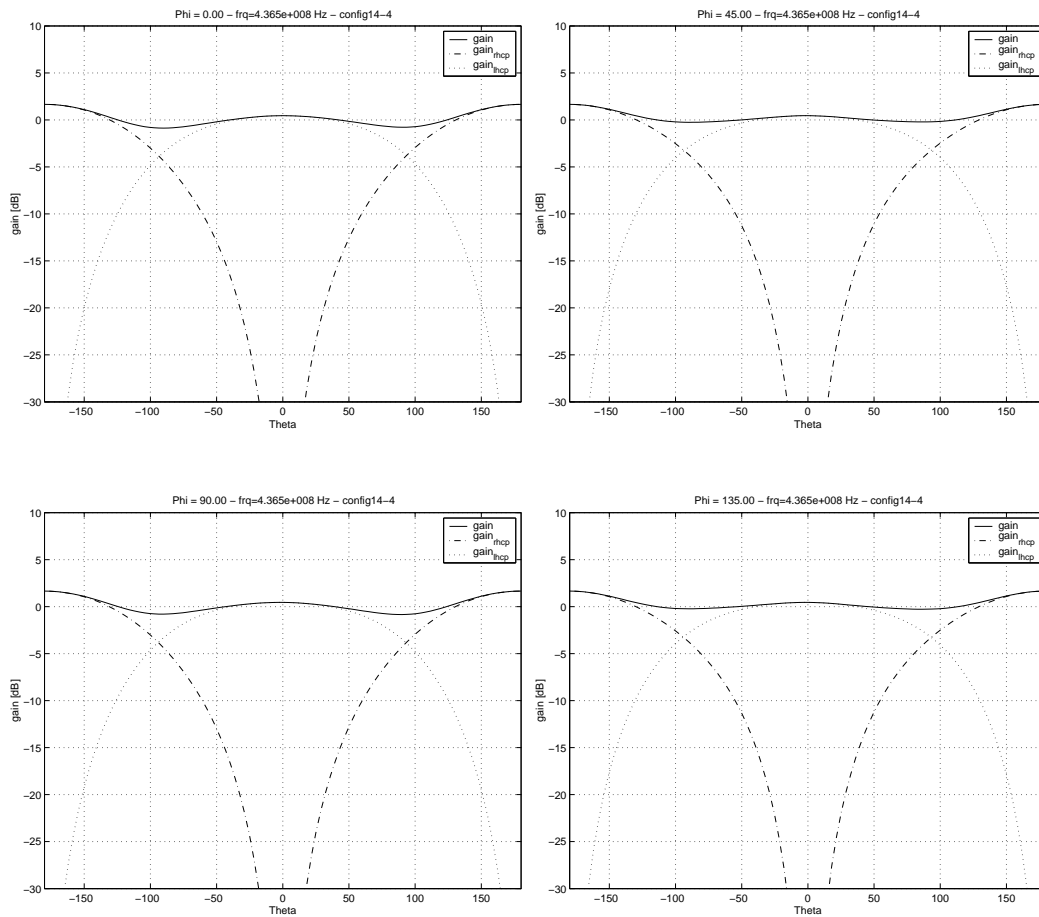 Phi = 0.00 − frq=4.365e+008 Hz − config14−4
gain
gain_rhcp
gain_lhcp
10
5
0
−5
−10
−15
−20
−25
−30
gain [dB]
−150
−100
−50
0
50
100
150
Theta
Phi = 45.00 − frq=4.365e+008 Hz − config14−4
gain
gain_rhcp
gain_lhcp
10
5
0
−5
−10
−15
−20
−25
−30
gain [dB]
−150
−100
−50
0
50
100
150
Theta
Phi = 90.00 − frq=4.365e+008 Hz − config14−4
gain
gain_rhcp
gain_lhcp
10
5
0
−5
−10
−15
−20
−25
−30
gain [dB]
−150
−100
−50
0
50
100
150
Theta
Phi = 135.00 − frq=4.365e+008 Hz − config14−4
gain
gain_rhcp
gain_lhcp
10
5
0
−5
−10
−15
−20
−25
−30
gain [dB]
−150
−100
−50
0
50
100
150
Theta